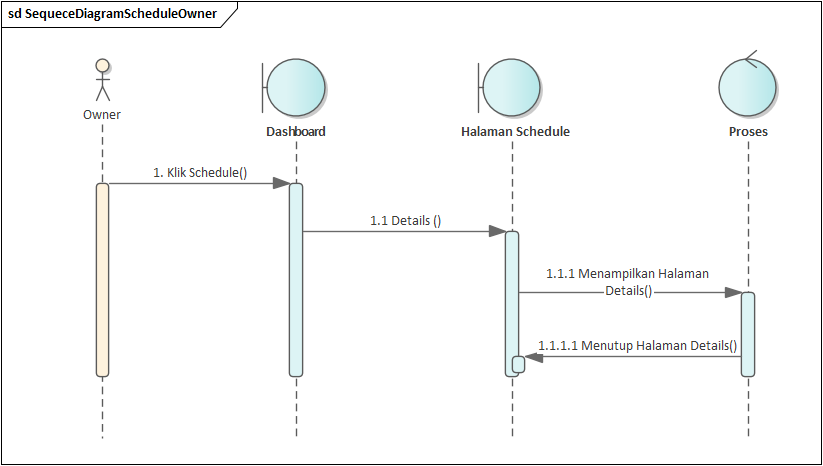 sd SequeceDiagramScheduleOwner
Owner
Dashboard
Halaman Schedule
Proses
1. Klik Schedule()
1.1 Details ()
1.1.1 Menampilkan Halaman
Details()
1.1.1.1 Menutup Halaman Details()